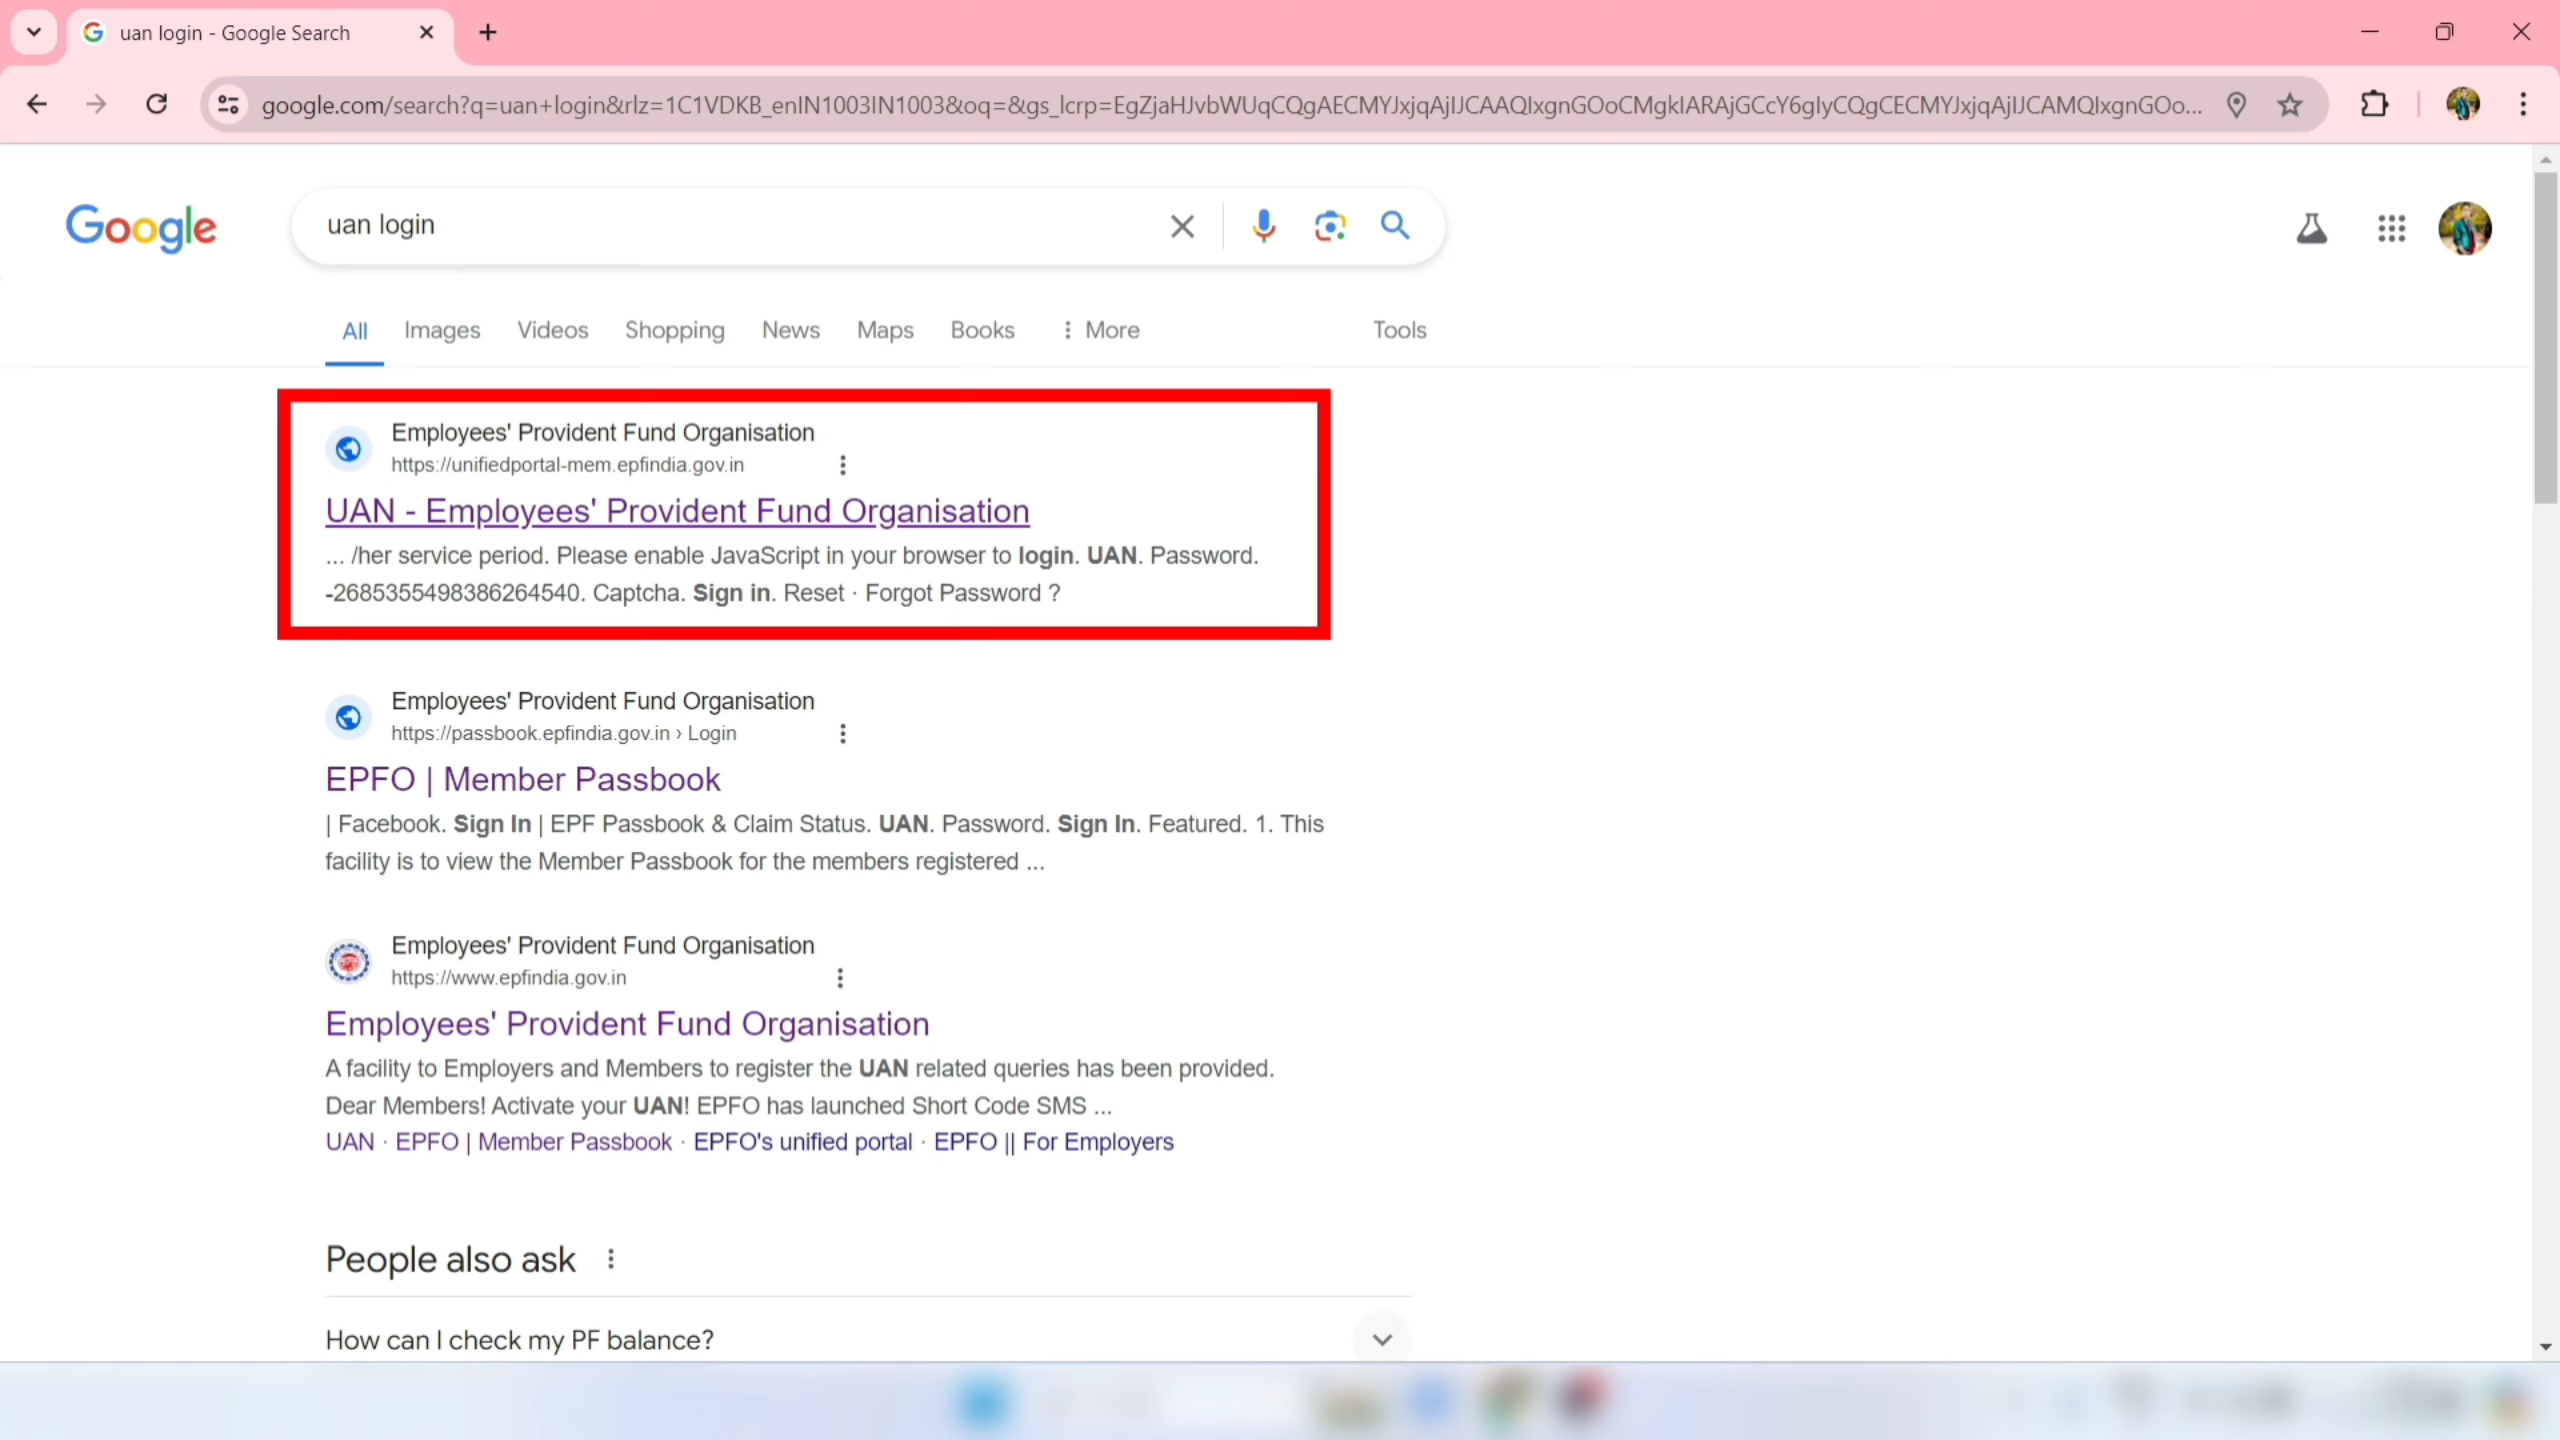 uan login - Google Search
google.com/search?q=uan+login&rlz=1C1VDKB_enIN1003IN1003&oq=&gs_lcrp=EgZjaHJvbWUqCQgAECMYJxjqAjIJCAAQIxgnGOoCMgkIARAjGCcY6gIyCQgCECMYJxjqAjIJCAMQIxgnGOo...
Google
uan login
All Images Videos Shopping News Maps Books More Tools
Employees' Provident Fund Organisation
https://unifiedportal-mem.epfindia.gov.in
UAN - Employees' Provident Fund Organisation
... /her service period. Please enable JavaScript in your browser to login. UAN. Password.
-2685355498386264540. Captcha. Sign in. Reset · Forgot Password ?
Employees' Provident Fund Organisation
https://passbook.epfindia.gov.in › Login
EPFO | Member Passbook
| Facebook. Sign In | EPF Passbook & Claim Status. UAN. Password. Sign In. Featured. 1. This
facility is to view the Member Passbook for the members registered ...
Employees' Provident Fund Organisation
https://www.epfindia.gov.in
Employees' Provident Fund Organisation
A facility to Employers and Members to register the UAN related queries has been provided.
Dear Members! Activate your UAN! EPFO has launched Short Code SMS ...
UAN · EPFO | Member Passbook · EPFO's unified portal · EPFO || For Employers
People also ask
How can I check my PF balance?